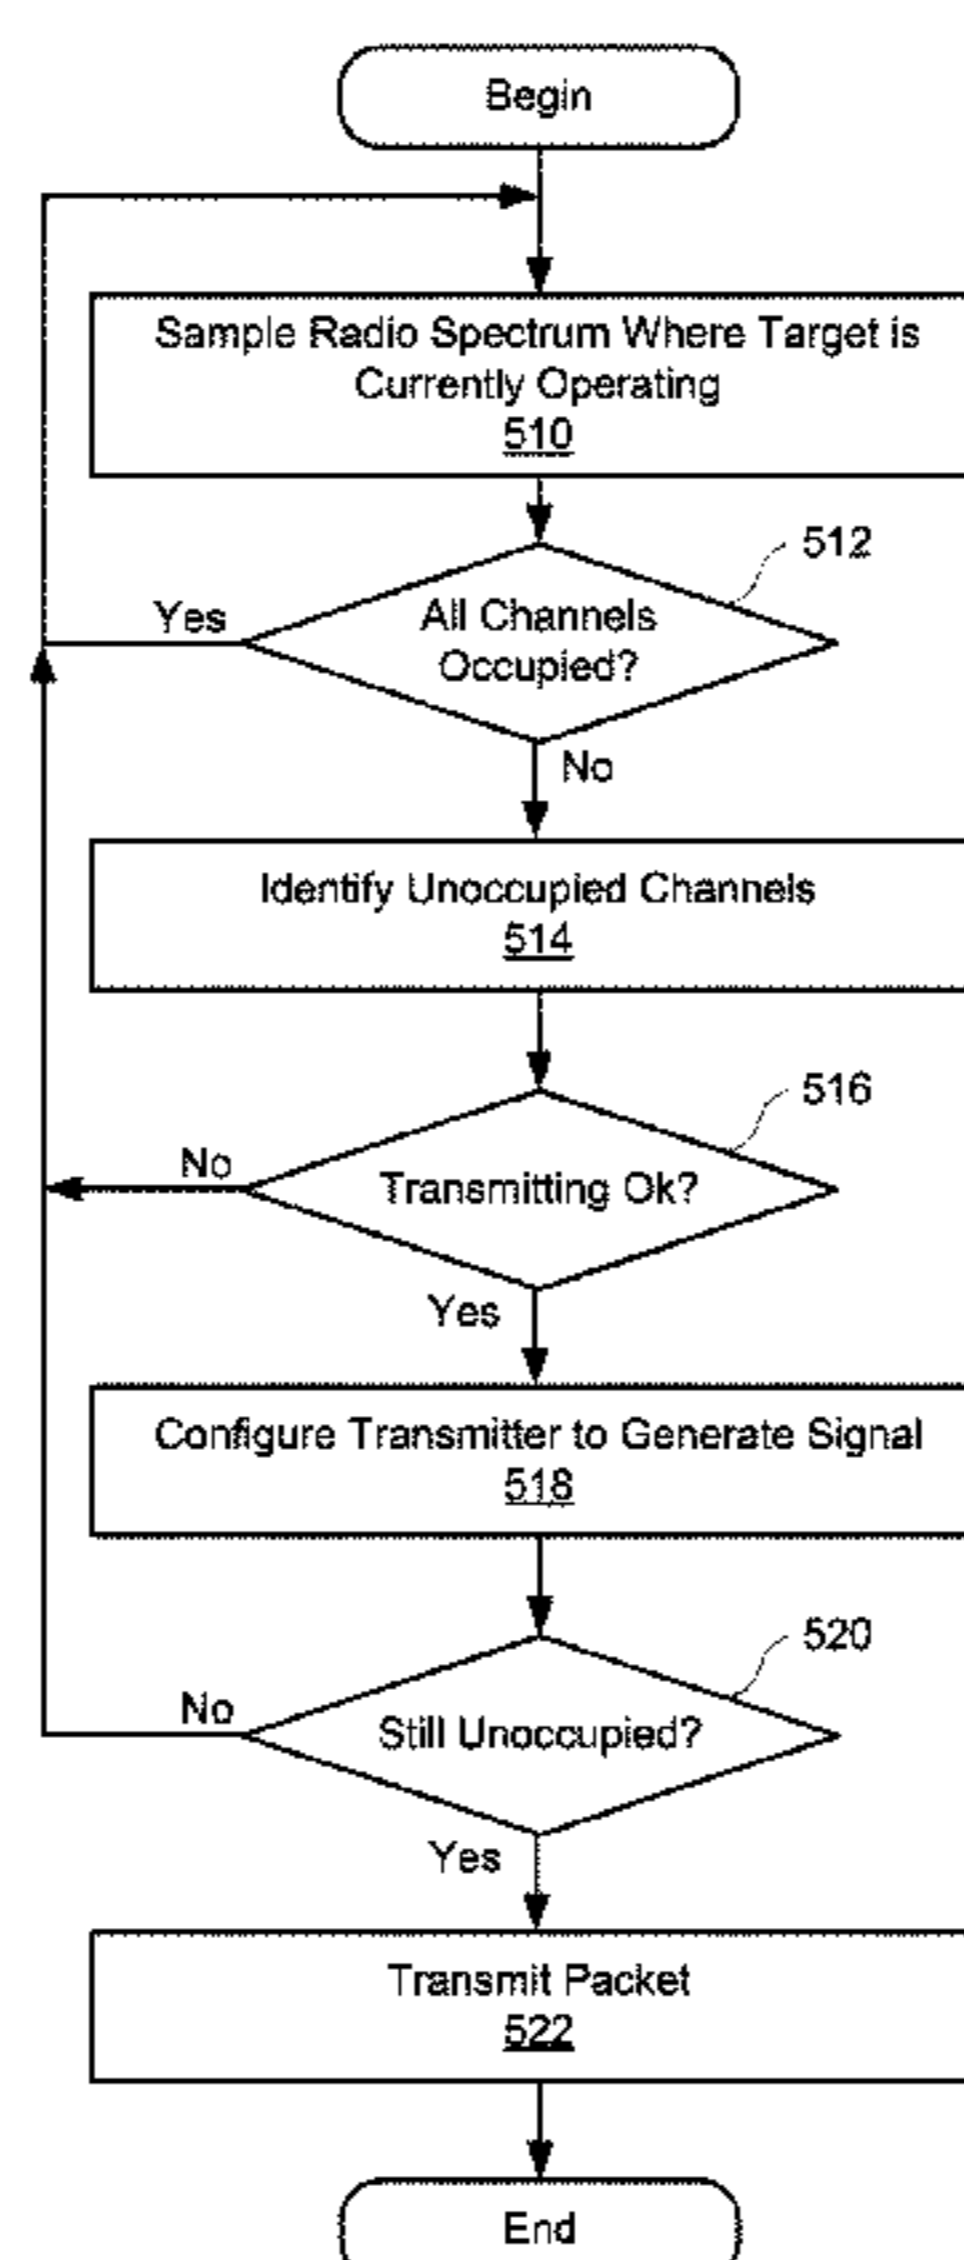 Begin
Sample Radio Spectrum Where Target is
Currently Operating
510
512
Yes
All Channels
Occupied?
No
Identify Unoccupied Channels
514
516
No
Transmitting Ok?
Yes
Configure Transmitter to Generate Signal
518
520
No
Still Unoccupied?
Yes
Transmit Packet
522
End